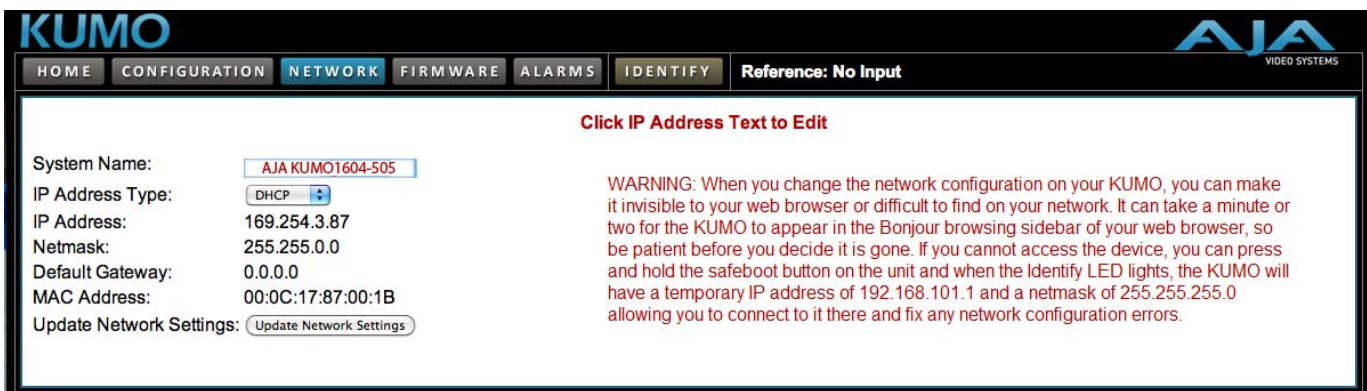 KUMO
AJA
VIDEO SYSTEMS
HOME CONFIGURATION NETWORK FIRMWARE ALARMS IDENTIFY Reference: No Input
Click IP Address Text to Edit
System Name: AJA KUMO1604-505
IP Address Type: DHCP
IP Address: 169.254.3.87
Netmask: 255.255.0.0
Default Gateway: 0.0.0.0
MAC Address: 00:0C:17:87:00:1B
Update Network Settings: Update Network Settings
WARNING: When you change the network configuration on your KUMO, you can make
it invisible to your web browser or difficult to find on your network. It can take a minute or
two for the KUMO to appear in the Bonjour browsing sidebar of your web browser, so
be patient before you decide it is gone. If you cannot access the device, you can press
and hold the safeboot button on the unit and when the Identify LED lights, the KUMO will
have a temporary IP address of 192.168.101.1 and a netmask of 255.255.255.0
allowing you to connect to it there and fix any network configuration errors.